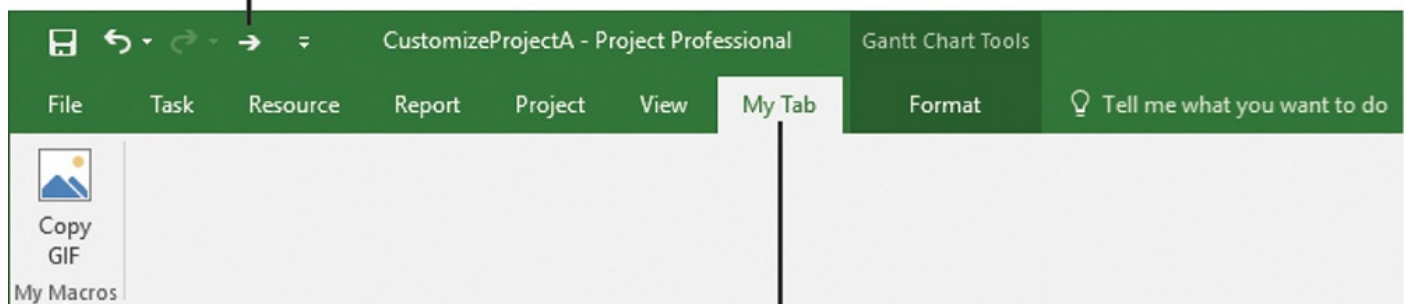 CustomizeProjectA - Project Professional Gantt Chart Tools
File Task Resource Report Project View My Tab Format Tell me what you want to do
Copy
GIF
My Macros